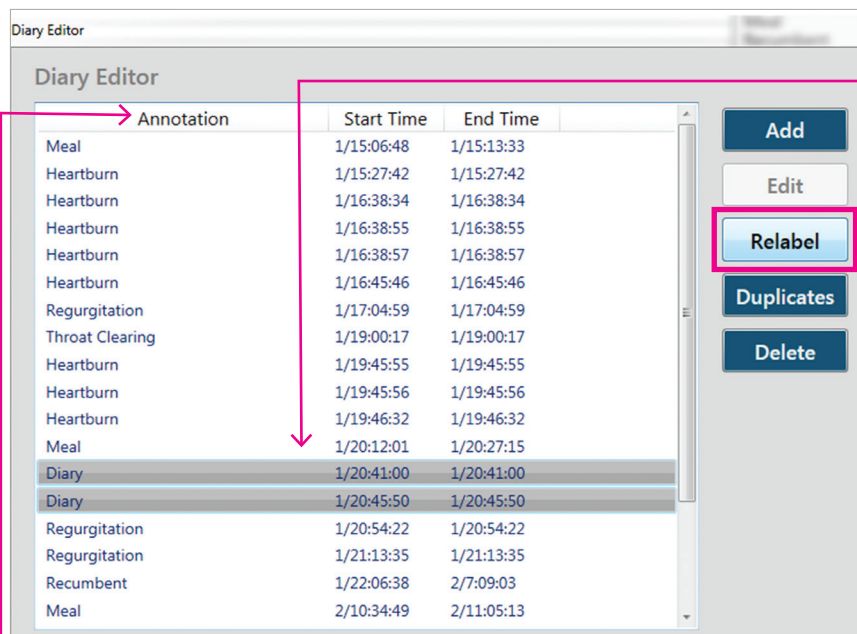 Diary Editor
Diary Editor
Annotation Start Time End Time
Meal 1/15:06:48 1/15:13:33
Heartburn 1/15:27:42 1/15:27:42
Heartburn 1/16:38:34 1/16:38:34
Heartburn 1/16:38:55 1/16:38:55
Heartburn 1/16:38:57 1/16:38:57
Heartburn 1/16:45:46 1/16:45:46
Regurgitation 1/17:04:59 1/17:04:59
Throat Clearing 1/19:00:17 1/19:00:17
Heartburn 1/19:45:55 1/19:45:55
Heartburn 1/19:45:56 1/19:45:56
Heartburn 1/19:46:32 1/19:46:32
Meal 1/20:12:01 1/20:27:15
Diary 1/20:41:00 1/20:41:00
Diary 1/20:45:50 1/20:45:50
Regurgitation 1/20:54:22 1/20:54:22
Regurgitation 1/21:13:35 1/21:13:35
Recumbent 1/22:06:38 2/7:09:03
Meal 2/10:34:49 2/11:05:13
Add
Edit
Relabel
Duplicates
Delete